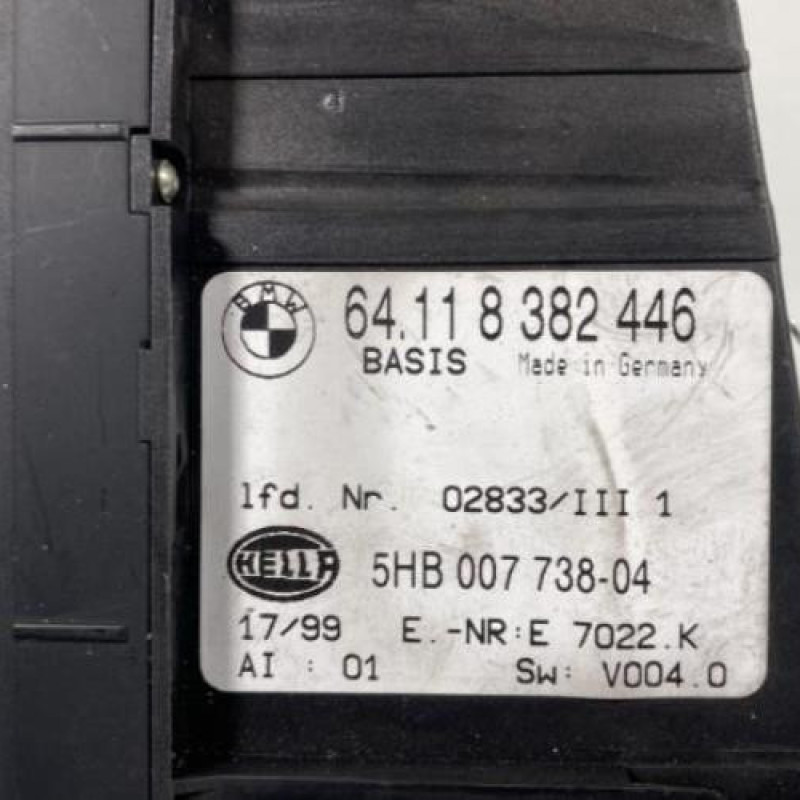 BMW
64.11 8 382 446
BASIS Made in Germany
lfd. Nr. 02833/III 1
HELLA
5HB 007 738-04
17/99 E.-NR:E 7022.K
AI : 01 Sw: V004.0